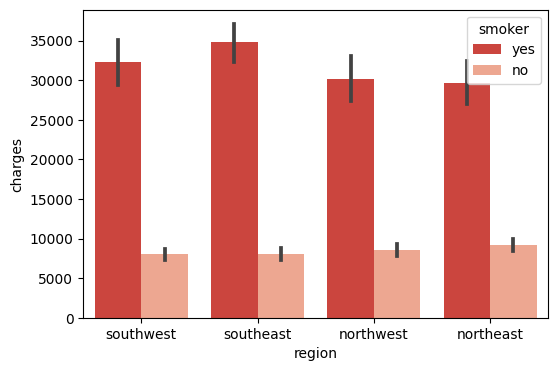 smoker
yes
no
charges
35000
30000
25000
20000
15000
10000
5000
0
southwest southeast northwest northeast
region